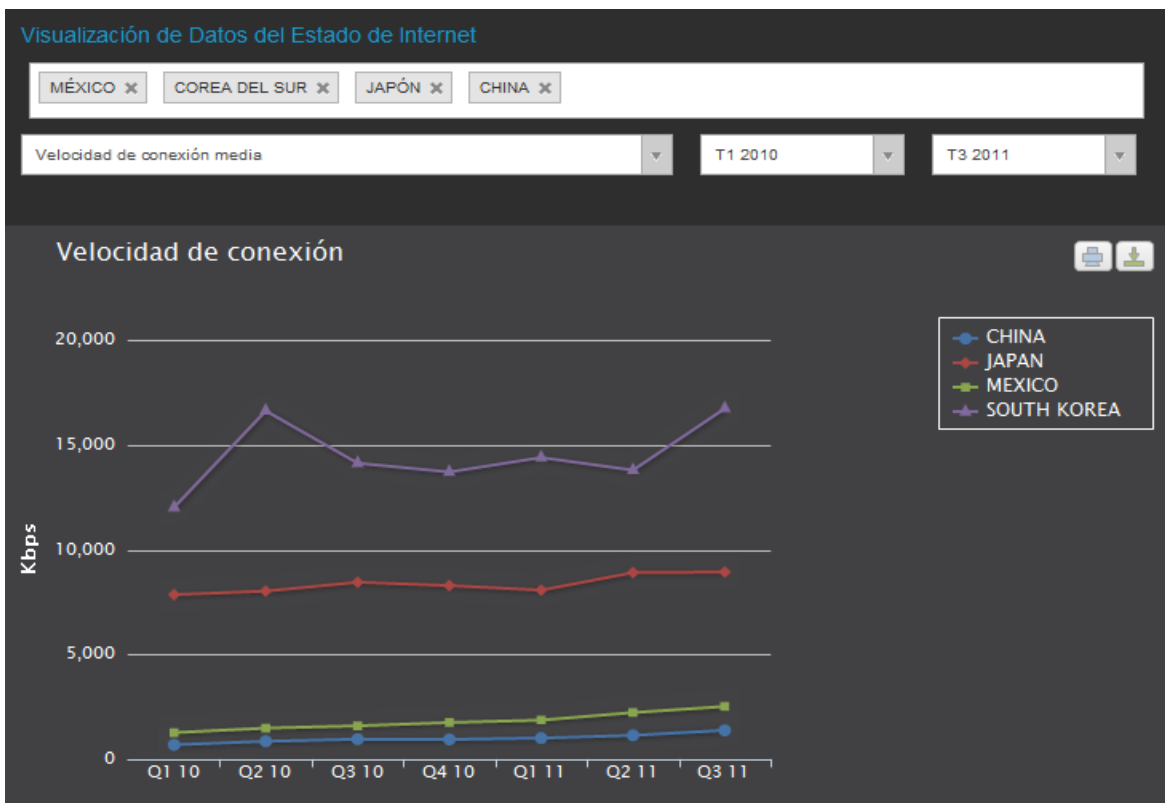 Visualización de Datos del Estado de Internet
MÉXICO ✖ COREA DEL SUR ✖ JAPÓN ✖ CHINA ✖
Velocidad de conexión media T1 2010 T3 2011
Velocidad de conexión
20,000
15,000
10,000
5,000
0
Kbps
Q1 10 Q2 10 Q3 10 Q4 10 Q1 11 Q2 11 Q3 11
CHINA
JAPAN
MEXICO
SOUTH KOREA